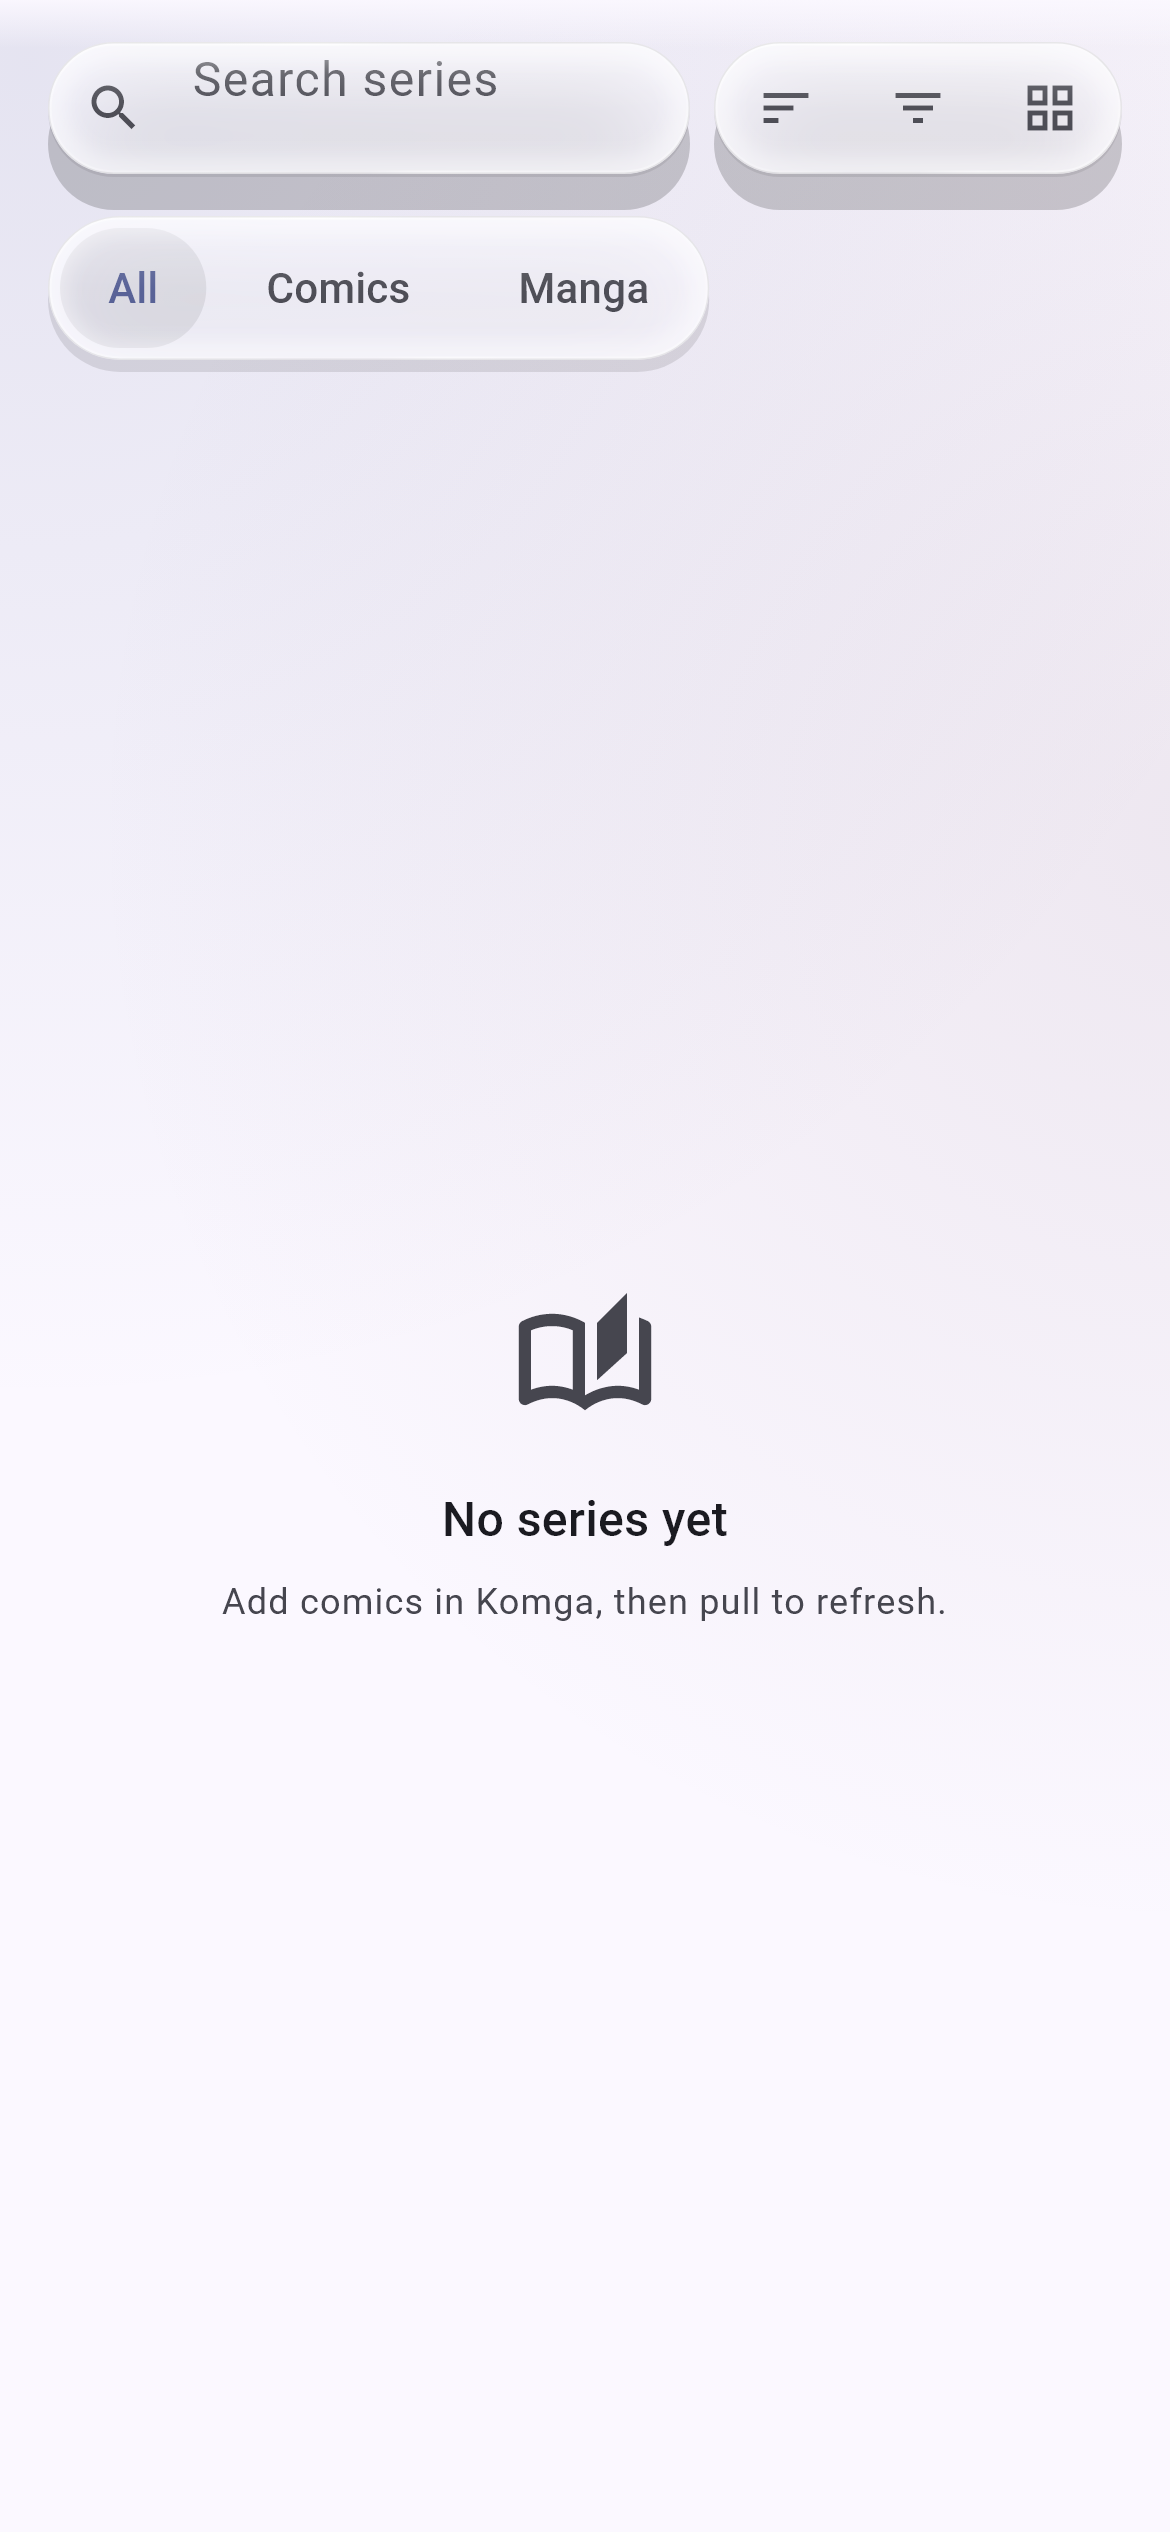 Search series
All
Comics
Manga
No series yet
Add comics in Komga, then pull to refresh.